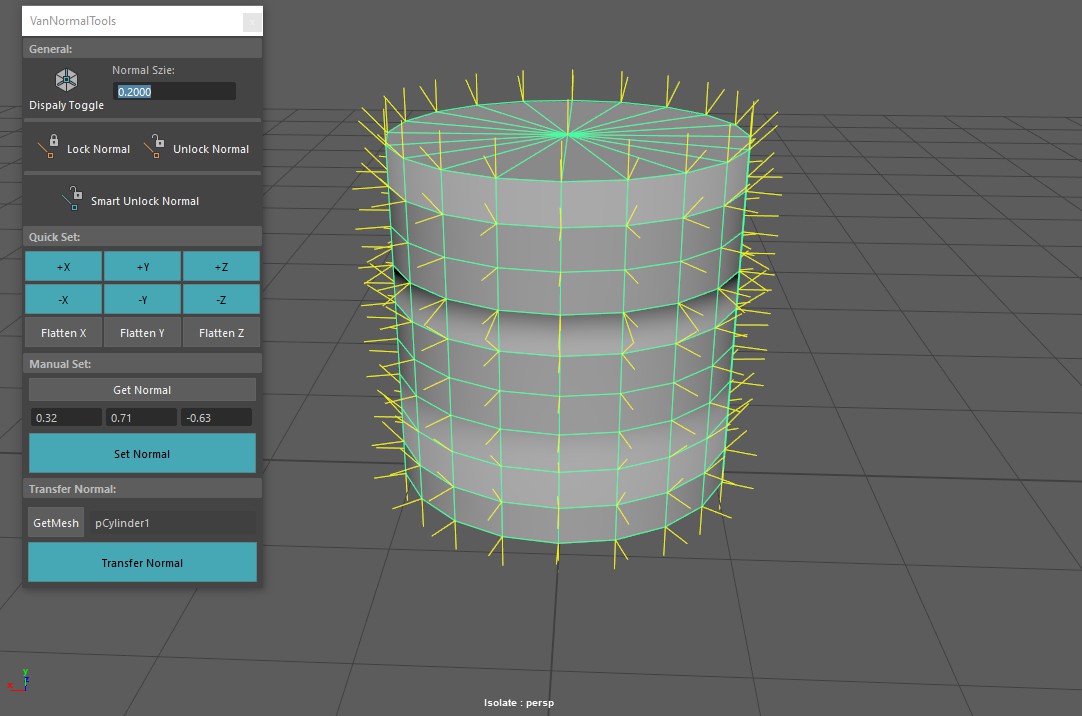 VanNormalTools
x
General:
Normal Szie:
0.2000
Dispaly Toggle
Lock Normal Unlock Normal
Smart Unlock Normal
Quick Set:
+X +Y +Z
-X -Y -Z
Flatten X Flatten Y Flatten Z
Manual Set:
Get Normal
0.32 0.71 -0.63
Set Normal
Transfer Normal:
GetMesh pCylinder1
Transfer Normal
y
Isolate : persp